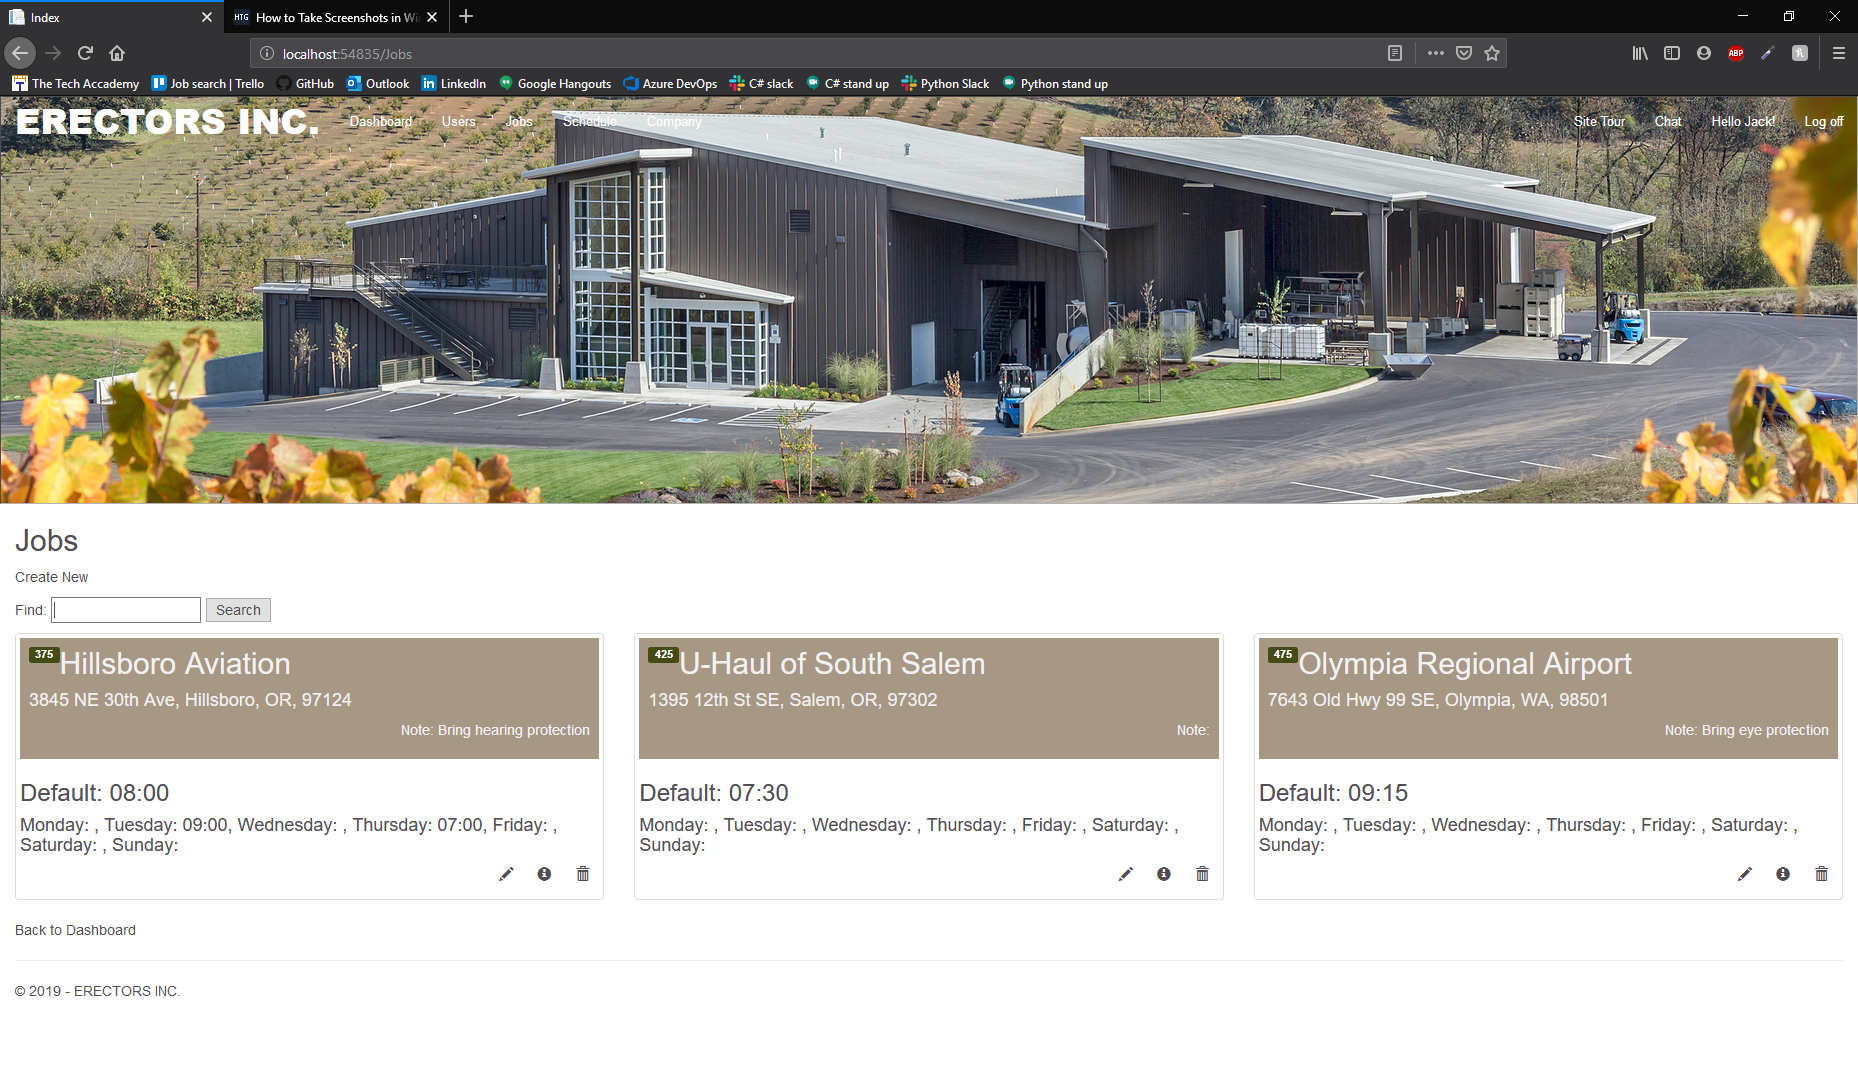 Index
HTG How to Take Screenshots in Wi
localhost:54835/Jobs
ABP
The Tech Accademy Job search | Trello GitHub Outlook LinkedIn Google Hangouts Azure DevOps C# slack C# stand up Python Slack Python stand up
ERECTORS INC. Dashboard Users Jobs Schedule Company Site Tour Chat Hello Jack! Log off
Jobs
Create New
Find: Search
375 Hillsboro Aviation
3845 NE 30th Ave, Hillsboro, OR, 97124
Note: Bring hearing protection
Default: 08:00
Monday: , Tuesday: 09:00, Wednesday: , Thursday: 07:00, Friday: ,
Saturday: , Sunday:
425 U-Haul of South Salem
1395 12th St SE, Salem, OR, 97302
Note:
Default: 07:30
Monday: , Tuesday: , Wednesday: , Thursday: , Friday: , Saturday: ,
Sunday:
475 Olympia Regional Airport
7643 Old Hwy 99 SE, Olympia, WA, 98501
Note: Bring eye protection
Default: 09:15
Monday: , Tuesday: , Wednesday: , Thursday: , Friday: , Saturday: ,
Sunday:
Back to Dashboard
© 2019 - ERECTORS INC.